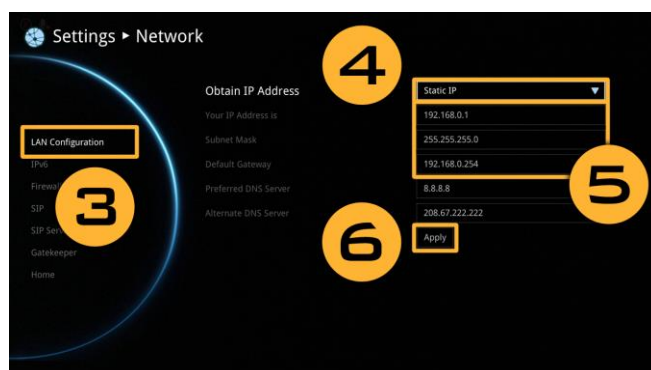 Settings ▸ Network
4
Obtain IP Address
Static IP ▼
Your IP Address is
192.168.0.1
LAN Configuration
Subnet Mask
255.255.255.0
IPv6
Default Gateway
192.168.0.254
5
3
Preferred DNS Server
8.8.8.8
SIP
Alternate DNS Server
208.67.222.222
SIP
6
Apply
Gatekeeper
Home